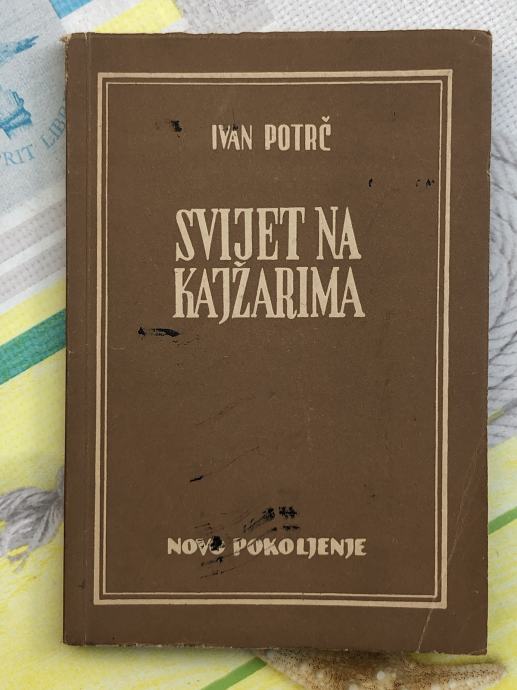 IVAN POTRČ
SVIJET NA
KAJŽARIMA
NOVO POKOLJENJE